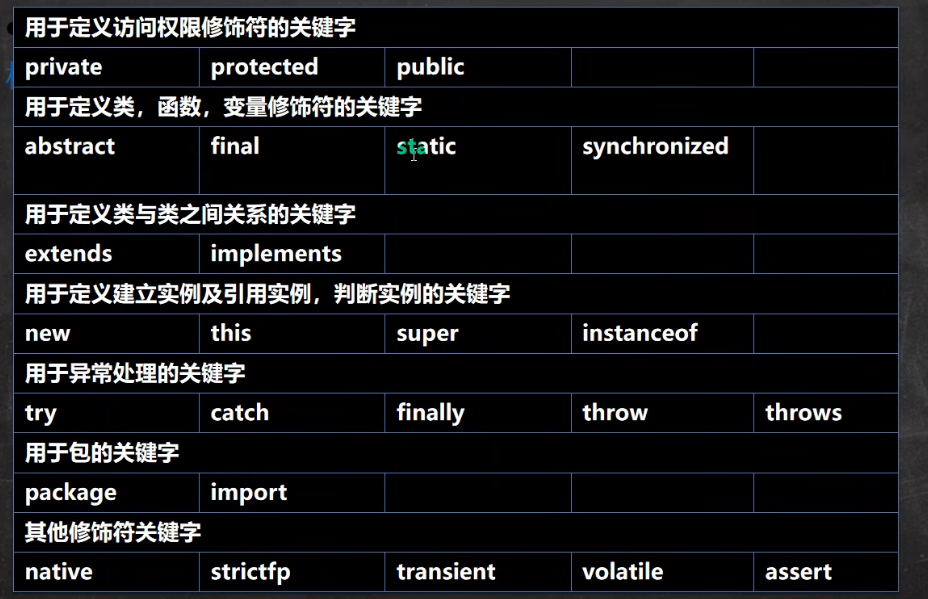 用于定义访问权限修饰符的关键字
private protected public
用于定义类，函数，变量修饰符的关键字
abstract final static synchronized
用于定义类与类之间关系的关键字
extends implements
用于定义建立实例及引用实例，判断实例的关键字
new this super instanceof
用于异常处理的关键字
try catch finally throw throws
用于包的关键字
package import
其他修饰符关键字
native strictfp transient volatile assert